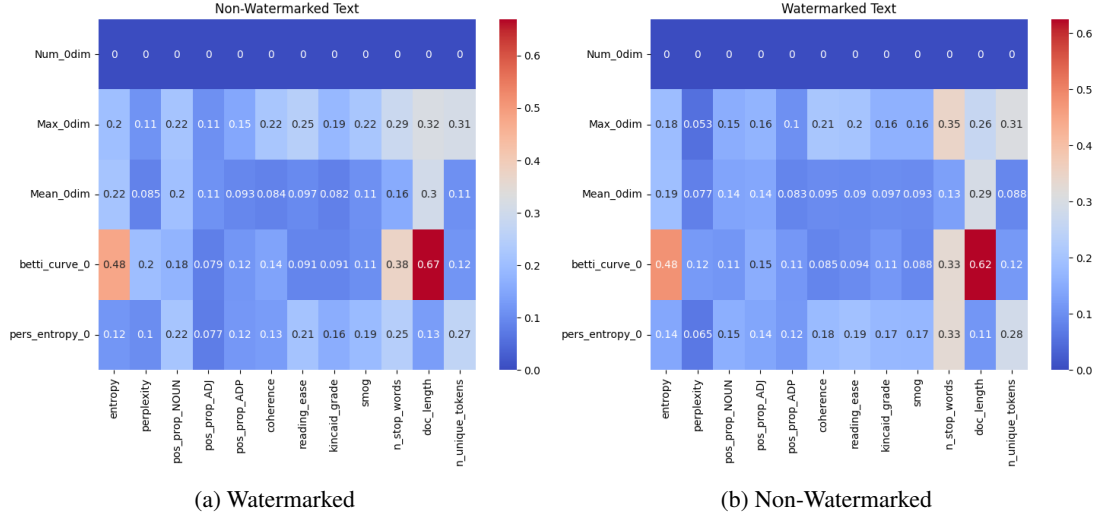 Non-Watermarked Text
Num_0dim 0 0 0 0 0 0 0 0 0 0 0 0
Max_0dim 0.2 0.11 0.22 0.11 0.15 0.22 0.25 0.19 0.22 0.29 0.32 0.31
Mean_0dim 0.22 0.085 0.2 0.11 0.093 0.084 0.097 0.082 0.11 0.16 0.3 0.11
betti_curve_0 0.48 0.2 0.18 0.079 0.12 0.14 0.091 0.091 0.11 0.38 0.67 0.12
pers_entropy_0 0.12 0.1 0.22 0.077 0.12 0.13 0.21 0.16 0.19 0.25 0.13 0.27
entropy
perplexity
pos_prop_NOUN
pos_prop_ADJ
pos_prop_ADP
coherence
reading_ease
kincaid_grade
smog
n_stop_words
doc_length
n_unique_tokens
0.6
0.5
0.4
0.3
0.2
0.1
0.0
(a) Watermarked
Watermarked Text
Num_0dim 0 0 0 0 0 0 0 0 0 0 0 0
Max_0dim 0.18 0.053 0.15 0.16 0.1 0.21 0.2 0.16 0.16 0.35 0.26 0.31
Mean_0dim 0.19 0.077 0.14 0.14 0.083 0.095 0.09 0.097 0.093 0.13 0.29 0.088
betti_curve_0 0.48 0.12 0.11 0.15 0.11 0.085 0.094 0.11 0.088 0.33 0.62 0.12
pers_entropy_0 0.14 0.065 0.15 0.14 0.12 0.18 0.19 0.17 0.17 0.33 0.11 0.28
entropy
perplexity
pos_prop_NOUN
pos_prop_ADJ
pos_prop_ADP
coherence
reading_ease
kincaid_grade
smog
n_stop_words
doc_length
n_unique_tokens
0.6
0.5
0.4
0.3
0.2
0.1
0.0
(b) Non-Watermarked